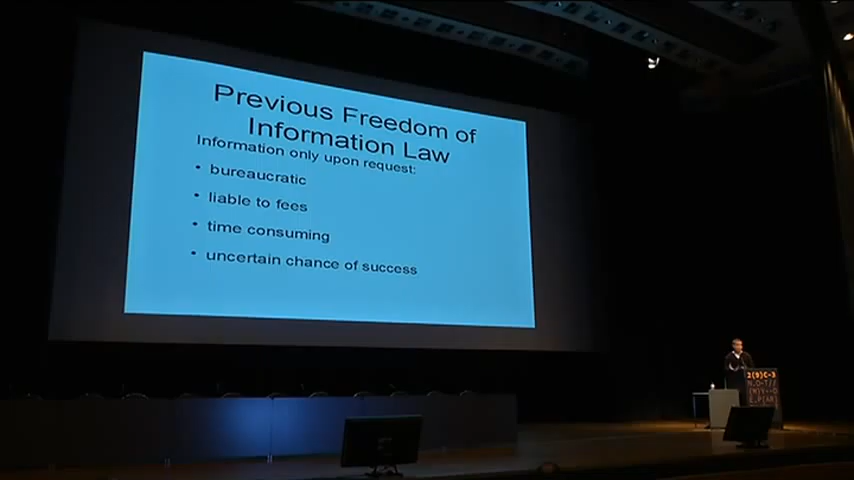 Previous Freedom of
Information Law
Information only upon request:
• bureaucratic
• liable to fees
• time consuming
• uncertain chance of success